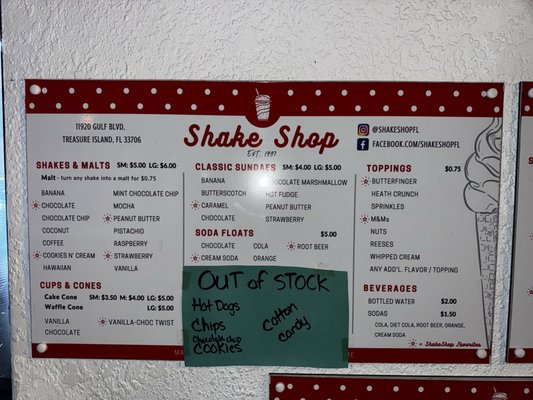 11920 GULF BLVD.
TREASURE ISLAND, FL 33706
Shake Shop
Est. 1997
@SHAKESHOPFL
FACEBOOK.COM/SHAKESHOPFL
SHAKES & MALTS SM: $5.00 LG: $6.00
Malt - turn any shake into a malt for $0.75
BANANA
CHOCOLATE
CHOCOLATE CHIP
COCONUT
COFFEE
COOKIES N' CREAM
HAWAIIAN
MINT CHOCOLATE CHIP
MOCHA
PEANUT BUTTER
PISTACHIO
RASPBERRY
STRAWBERRY
VANILLA
CUPS & CONES
Cake Cone SM: $3.50 M: $4.00 LG: $5.00
Waffle Cone LG: $5.00
VANILLA
CHOCOLATE
VANILLA-CHOC TWIST
CLASSIC SUNDAES SM: $4.00 LG: $5.00
BANANA
BUTTERSCOTCH
CARAMEL
CHOCOLATE
CHOCOLATE MARSHMALLOW
HOT FUDGE
PEANUT BUTTER
STRAWBERRY
SODA FLOATS $5.00
CHOCOLATE COLA ROOT BEER
CREAM SODA ORANGE
OUT OF STOCK
Hot Dogs
Chips
Chocolate chip
Cookies
Cotton
candy
TOPPINGS $0.75
BUTTERFINGER
HEATH CRUNCH
SPRINKLES
M&Ms
NUTS
REESES
WHIPPED CREAM
ANY ADD'L. FLAVOR / TOPPING
BEVERAGES
BOTTLED WATER $2.00
SODAS $1.50
COLA, DIET COLA, ROOT BEER, ORANGE,
CREAM SODA
= ShakeShop Favorites